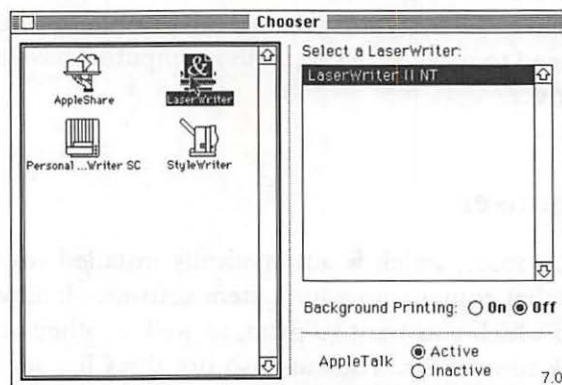 Chooser
AppleShare
LaserWriter
Personal ...Writer SC
StyleWriter
Select a LaserWriter:
LaserWriter II NT
Background Printing: On Off
AppleTalk Active
Inactive
7.0